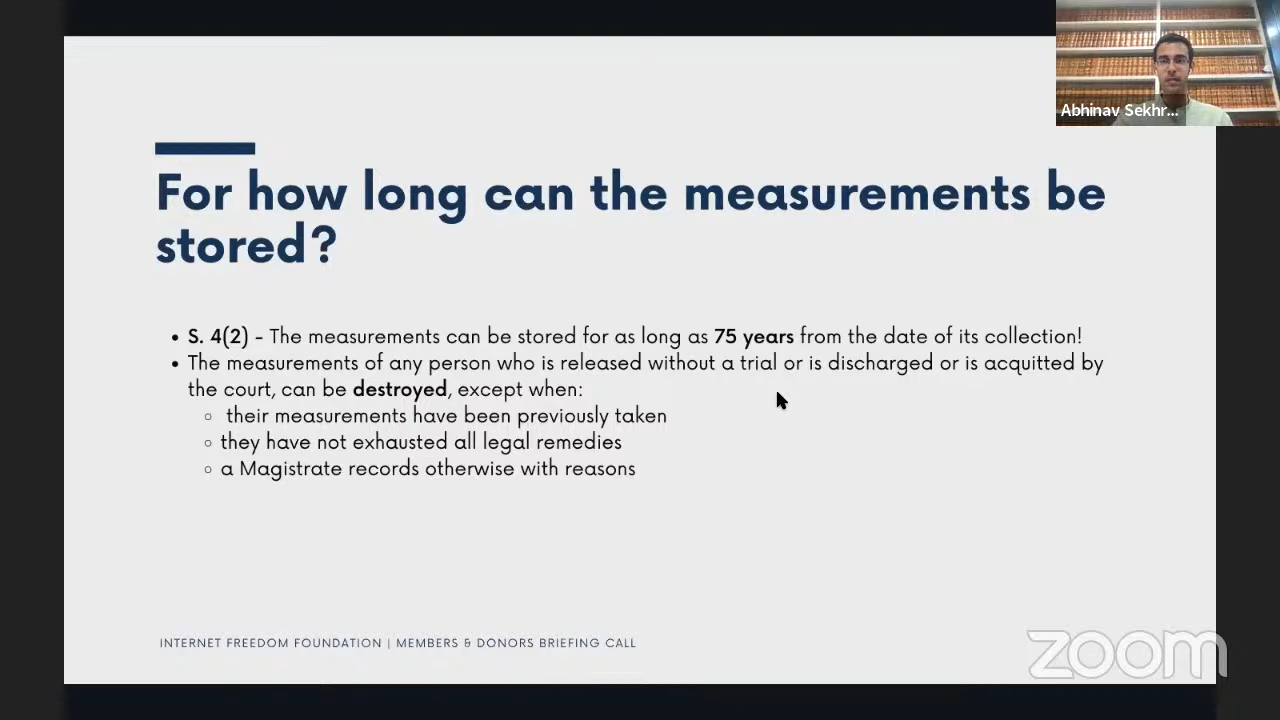 Abhinav Sekhr...
For how long can the measurements be
stored?
• S. 4(2) - The measurements can be stored for as long as 75 years from the date of its collection!
• The measurements of any person who is released without a trial or is discharged or is acquitted by
the court, can be destroyed, except when:
◦ their measurements have been previously taken
◦ they have not exhausted all legal remedies
◦ a Magistrate records otherwise with reasons
INTERNET FREEDOM FOUNDATION | MEMBERS & DONORS BRIEFING CALL
zoom